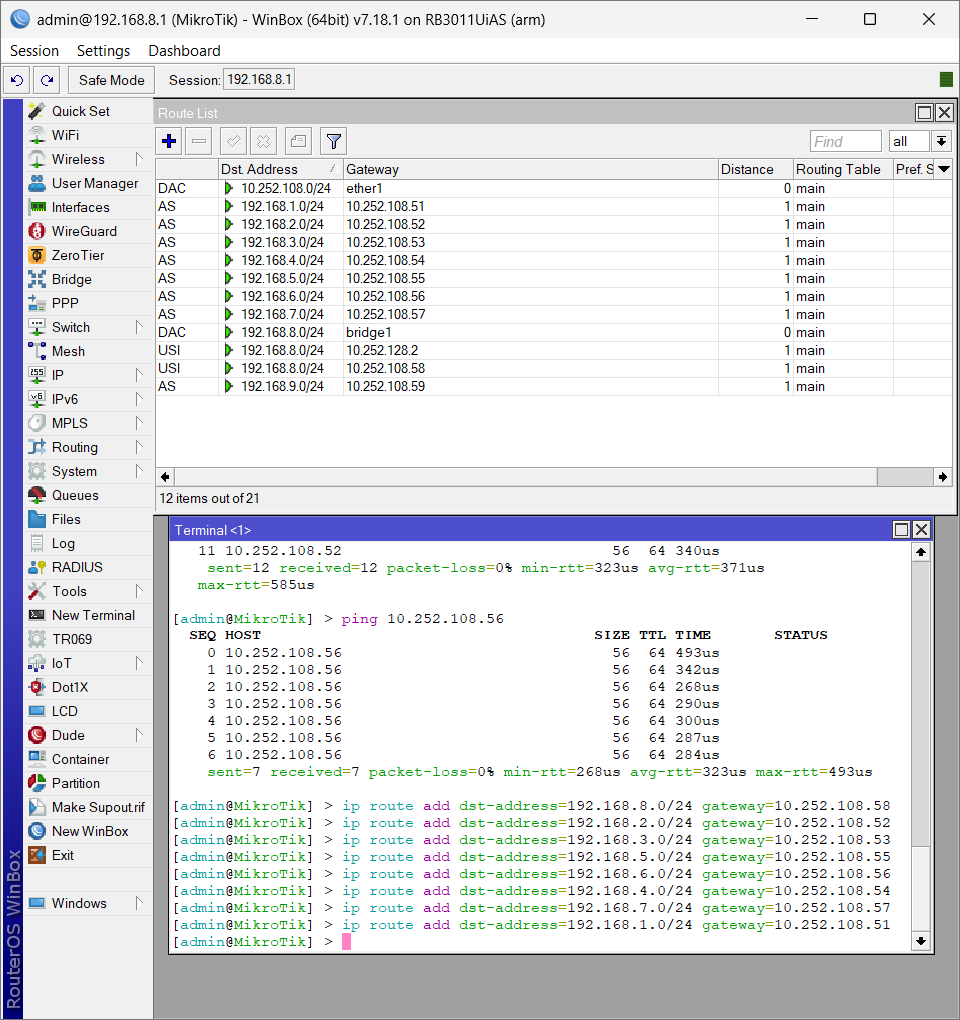 admin@192.168.8.1 (MikroTik) - WinBox (64bit) v7.18.1 on RB3011UiAS (arm)
Session Settings Dashboard
Safe Mode Session: 192.168.8.1
Quick Set
WiFi
Wireless
User Manager
Interfaces
WireGuard
ZeroTier
Bridge
PPP
Switch
Mesh
IP
IPv6
MPLS
Routing
System
Queues
Files
Log
RADIUS
Tools
New Terminal
TR069
IoT
Dot1X
LCD
Dude
Container
Partition
Make Supout.rif
New WinBox
Exit
Windows
RouterOS WinBox
Route List
Find all
Dst. Address Gateway Distance Routing Table Pref. S
DAC 10.252.108.0/24 ether1 0 main
AS 192.168.1.0/24 10.252.108.51 1 main
AS 192.168.2.0/24 10.252.108.52 1 main
AS 192.168.3.0/24 10.252.108.53 1 main
AS 192.168.4.0/24 10.252.108.54 1 main
AS 192.168.5.0/24 10.252.108.55 1 main
AS 192.168.6.0/24 10.252.108.56 1 main
AS 192.168.7.0/24 10.252.108.57 1 main
DAC 192.168.8.0/24 bridge1 0 main
USI 192.168.8.0/24 10.252.128.2 1 main
USI 192.168.8.0/24 10.252.108.58 1 main
AS 192.168.9.0/24 10.252.108.59 1 main
12 items out of 21
Terminal <1>
11 10.252.108.52 56 64 340us
sent=12 received=12 packet-loss=0% min-rtt=323us avg-rtt=371us
max-rtt=585us
[admin@MikroTik] > ping 10.252.108.56
SEQ HOST SIZE TTL TIME STATUS
0 10.252.108.56 56 64 493us
1 10.252.108.56 56 64 342us
2 10.252.108.56 56 64 268us
3 10.252.108.56 56 64 290us
4 10.252.108.56 56 64 300us
5 10.252.108.56 56 64 287us
6 10.252.108.56 56 64 284us
sent=7 received=7 packet-loss=0% min-rtt=268us avg-rtt=323us max-rtt=493us
[admin@MikroTik] > ip route add dst-address=192.168.8.0/24 gateway=10.252.108.58
[admin@MikroTik] > ip route add dst-address=192.168.2.0/24 gateway=10.252.108.52
[admin@MikroTik] > ip route add dst-address=192.168.3.0/24 gateway=10.252.108.53
[admin@MikroTik] > ip route add dst-address=192.168.5.0/24 gateway=10.252.108.55
[admin@MikroTik] > ip route add dst-address=192.168.6.0/24 gateway=10.252.108.56
[admin@MikroTik] > ip route add dst-address=192.168.4.0/24 gateway=10.252.108.54
[admin@MikroTik] > ip route add dst-address=192.168.7.0/24 gateway=10.252.108.57
[admin@MikroTik] > ip route add dst-address=192.168.1.0/24 gateway=10.252.108.51
[admin@MikroTik] >